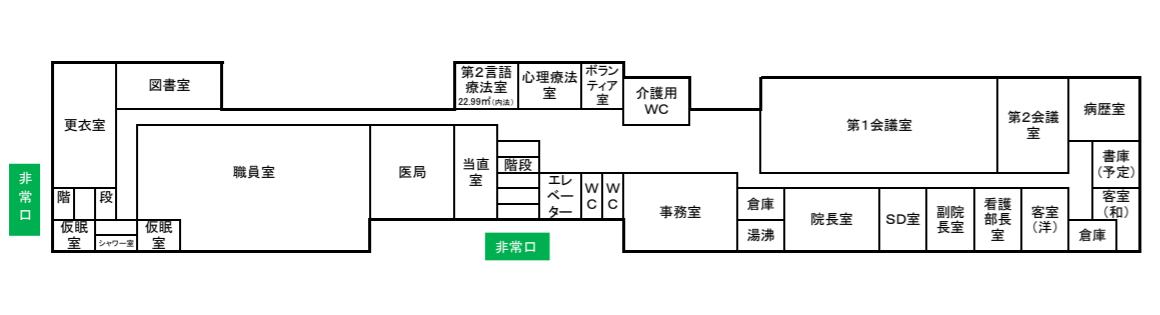 第2言語
療法室
22.99㎡(内法)
心理療法
室
ボラン
ティア
室
図書室
介護用
WC
更衣室
第1会議室
第2会議
室
病歴室
職員室
医局
当直
室
階段
エレ
ベー
ター
W
C
W
C
書庫
(予定)
非
常
口
階
段
事務室
倉庫
院長室
SD室
副院
長室
看護
部長
室
客室
(洋)
客室
(和)
仮眠
室
シャワー室
仮眠
室
湯沸
倉庫
非常口